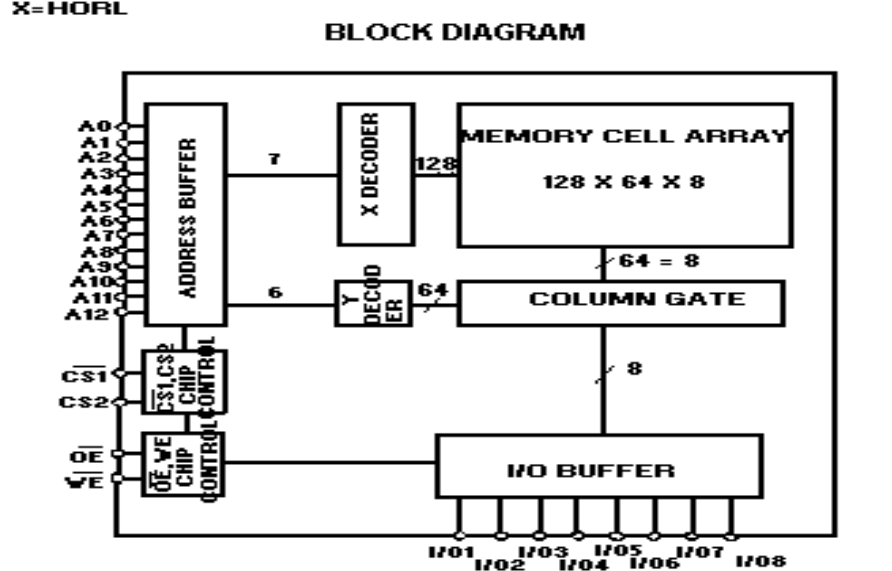 X=HORL
BLOCK DIAGRAM
A0
A1
A2
A3
A4
A5
A6
A7
A8
A9
A10
A11
A12
CS1
CS2
OE
WE
ADDRESS BUFFER
7
X DECODER
128
MEMORY CELL ARRAY
128 X 64 X 8
64 = 8
6
Y
DECOD
ER
64
COLUMN GATE
8
CS1,CS2
CHIP
CONTROL
OE,WE
CHIP
CONTROL
I/O BUFFER
I/01
I/02
I/03
I/04
I/05
I/06
I/07
I/08